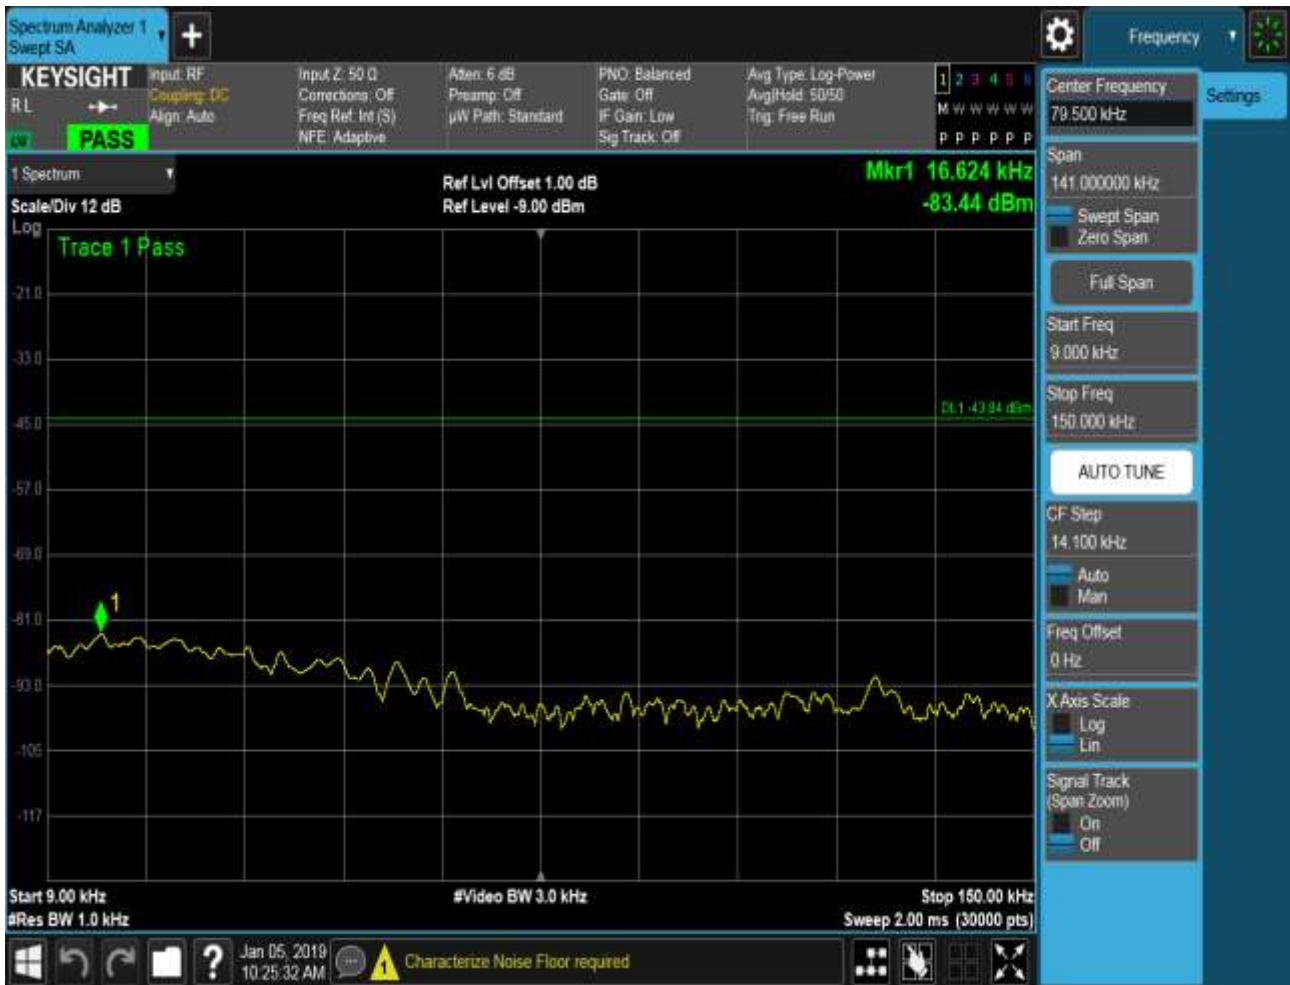 Spectrum Analyzer 1
Swept SA
+
Frequency
KEYSIGHT
R L
PASS
Input: RF
Coupling: DC
Align: Auto
Input Z: 50 Ω
Corrections: Off
Freq Ref: Int (S)
NFE: Adaptive
Atten: 6 dB
Preamp: Off
µW Path: Standard
PNO: Balanced
Gate: Off
IF Gain: Low
Sig Track: Off
Avg Type: Log-Power
Avg|Hold: 50/50
Trig: Free Run
1 2 3 4 5 6
M W W W W W
P P P P P P
1 Spectrum
Scale/Div 12 dB
Log
Ref Lvl Offset 1.00 dB
Ref Level -9.00 dBm
Mkr1 16.624 kHz
-83.44 dBm
Trace 1 Pass
-21.0
-33.0
-45.0
-57.0
-69.0
-81.0
-93.0
-105
-117
DL1 -43.94 dBm
1
Start 9.00 kHz
#Res BW 1.0 kHz
#Video BW 3.0 kHz
Stop 150.00 kHz
Sweep 2.00 ms (30000 pts)
Center Frequency
79.500 kHz
Settings
Span
141.000000 kHz
Swept Span
Zero Span
Full Span
Start Freq
9.000 kHz
Stop Freq
150.000 kHz
AUTO TUNE
CF Step
14.100 kHz
Auto
Man
Freq Offset
0 Hz
X Axis Scale
Log
Lin
Signal Track
(Span Zoom)
On
Off
?
Jan 05, 2019
10:25:32 AM
1
Characterize Noise Floor required